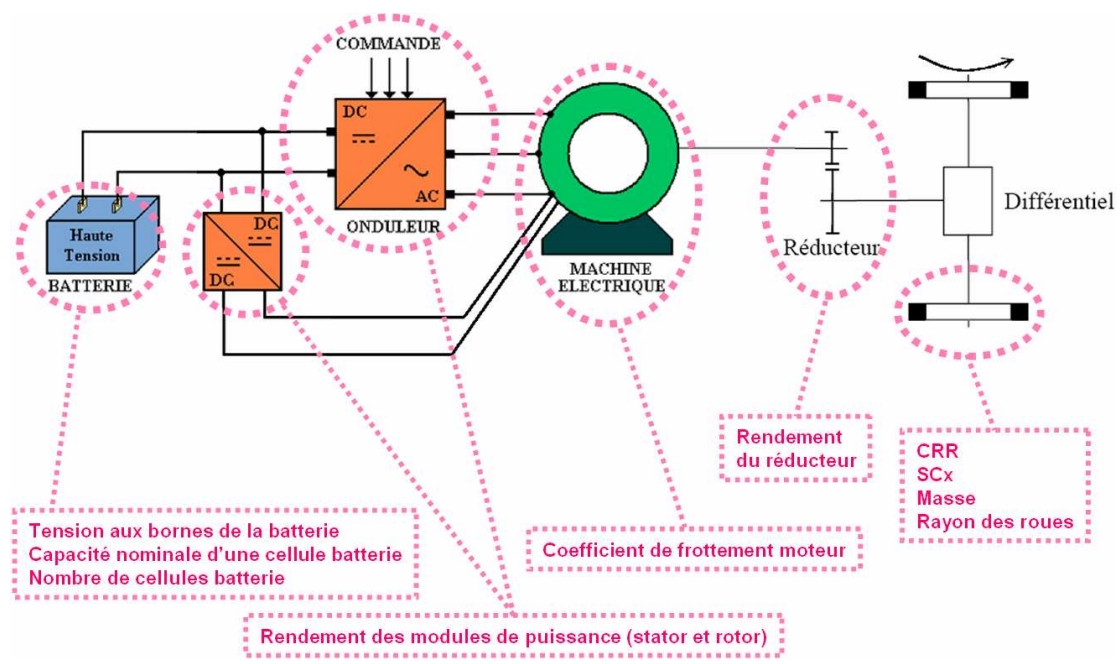 COMMANDE
DC
AC
ONDULEUR
Haute
Tension
BATTERIE
DC
DC
MACHINE
ELECTRIQUE
Réducteur
Différentiel
Rendement
du réducteur
CRR
SCx
Masse
Rayon des roues
Tension aux bornes de la batterie
Capacité nominale d'une cellule batterie
Nombre de cellules batterie
Coefficient de frottement moteur
Rendement des modules de puissance (stator et rotor)